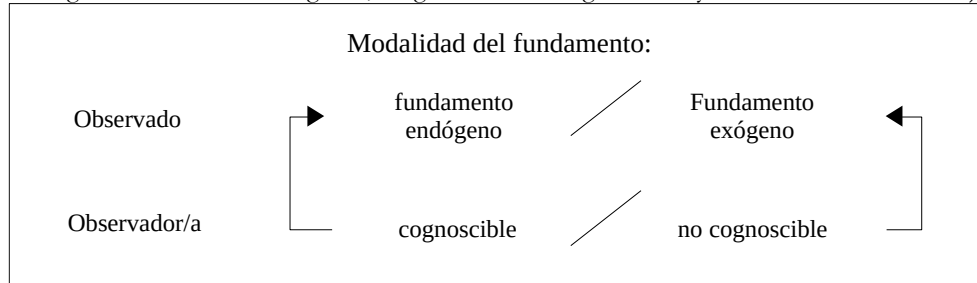 Modalidad del fundamento:
fundamento Fundamento
Observado
endógeno / exógeno
Observador/a cognoscible / no cognoscible